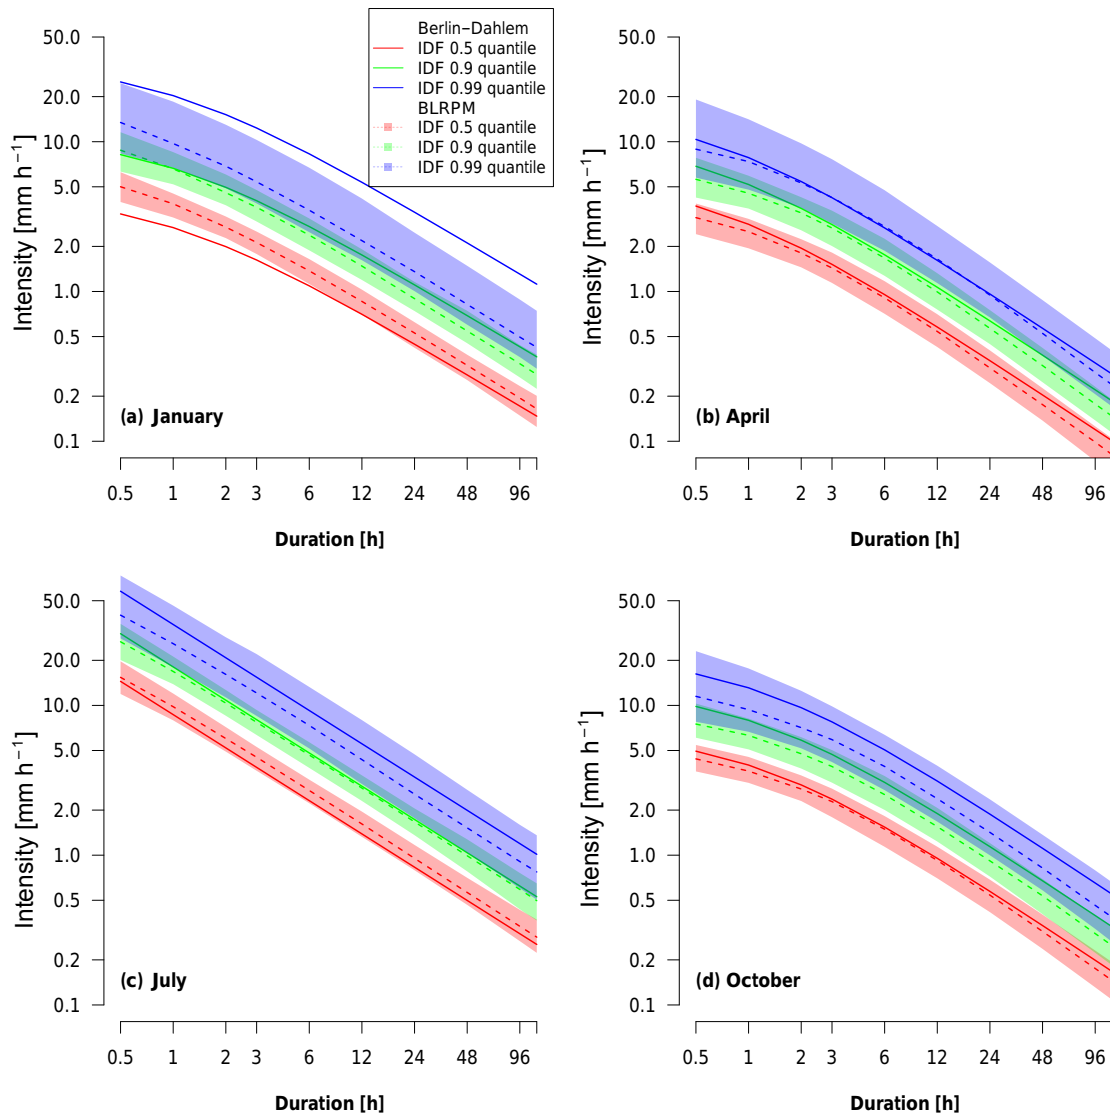 Berlin−Dahlem
IDF 0.5 quantile
IDF 0.9 quantile
IDF 0.99 quantile
BLRPM
IDF 0.5 quantile
IDF 0.9 quantile
IDF 0.99 quantile
Intensity [mm h⁻¹]
50.0
20.0
10.0
5.0
2.0
1.0
0.5
0.2
0.1
(a) January
0.5 1 2 3 6 12 24 48 96
Duration [h]
Intensity [mm h⁻¹]
50.0
20.0
10.0
5.0
2.0
1.0
0.5
0.2
0.1
(b) April
0.5 1 2 3 6 12 24 48 96
Duration [h]
Intensity [mm h⁻¹]
50.0
20.0
10.0
5.0
2.0
1.0
0.5
0.2
0.1
(c) July
0.5 1 2 3 6 12 24 48 96
Duration [h]
Intensity [mm h⁻¹]
50.0
20.0
10.0
5.0
2.0
1.0
0.5
0.2
0.1
(d) October
0.5 1 2 3 6 12 24 48 96
Duration [h]